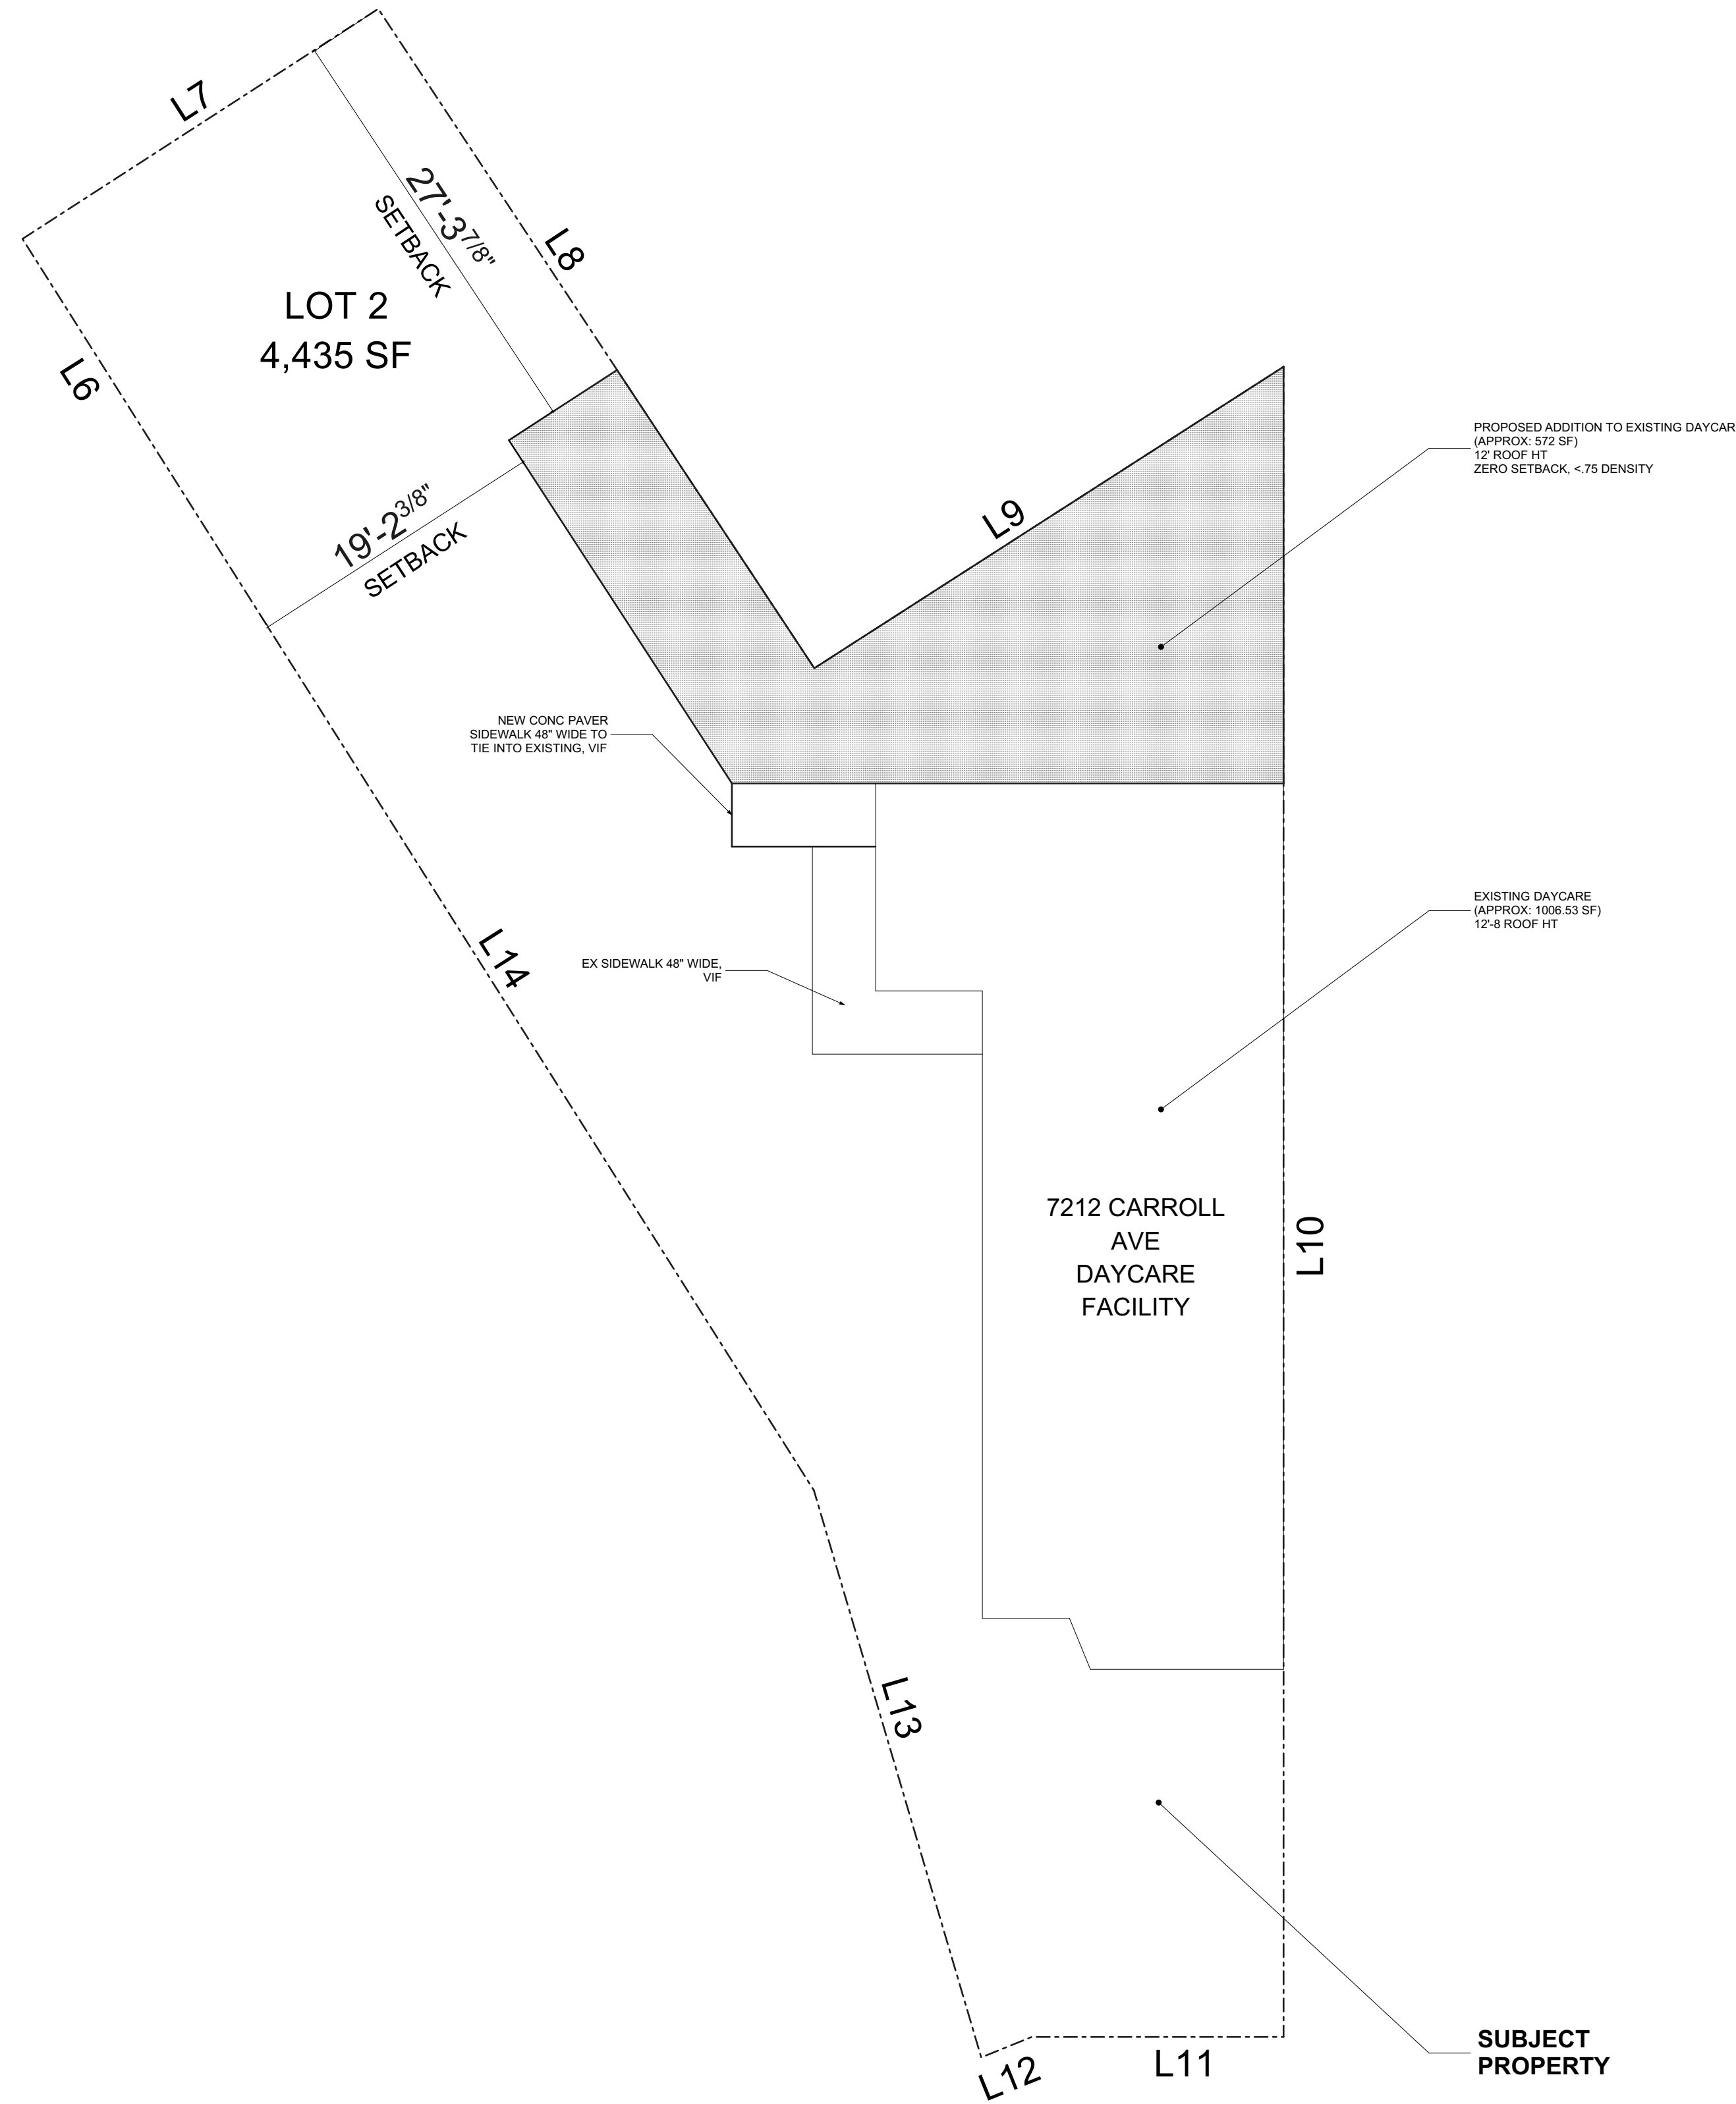 L7
27'-3 7/8"
SETBACK
L8
LOT 2
4,435 SF
L6
PROPOSED ADDITION TO EXISTING DAYCAR
(APPROX: 572 SF)
12' ROOF HT
ZERO SETBACK, <.75 DENSITY
L9
19'-2 3/8"
SETBACK
NEW CONC PAVER
SIDEWALK 48" WIDE TO
TIE INTO EXISTING, VIF
EXISTING DAYCARE
(APPROX: 1006.53 SF)
12'-8 ROOF HT
L14
EX SIDEWALK 48" WIDE,
VIF
7212 CARROLL
AVE
DAYCARE
FACILITY
L10
L13
SUBJECT
PROPERTY
L12
L11